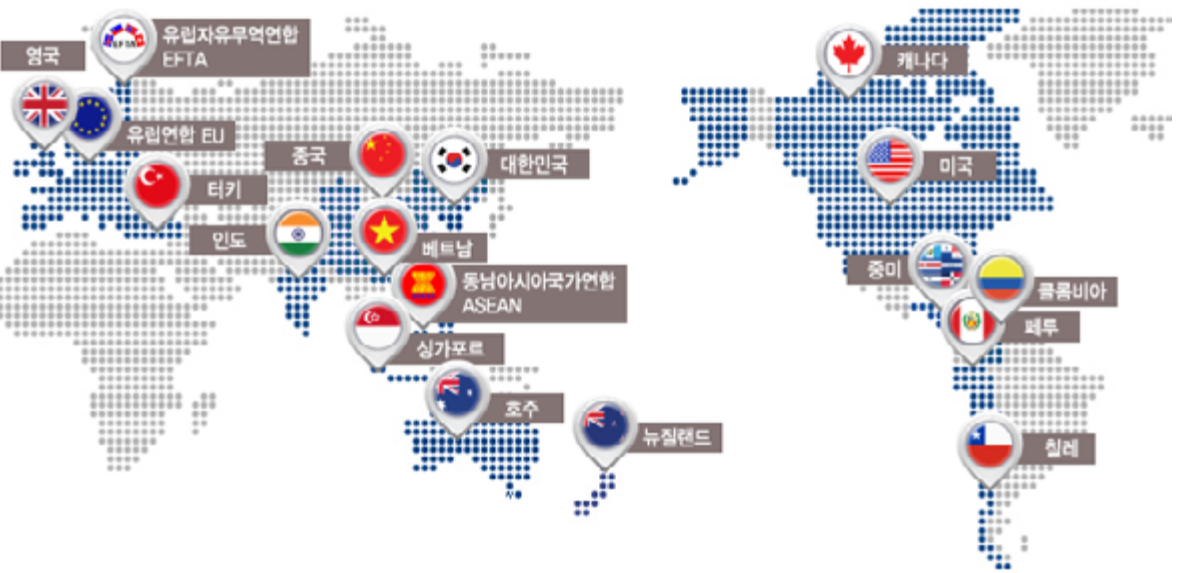 영국
유럽자유무역연합
EFTA
EFTA
유럽연합 EU
터키
중국
대한민국
인도
베트남
동남아시아국가연합
ASEAN
싱가포르
호주
뉴질랜드
캐나다
미국
중미
콜롬비아
페루
칠레